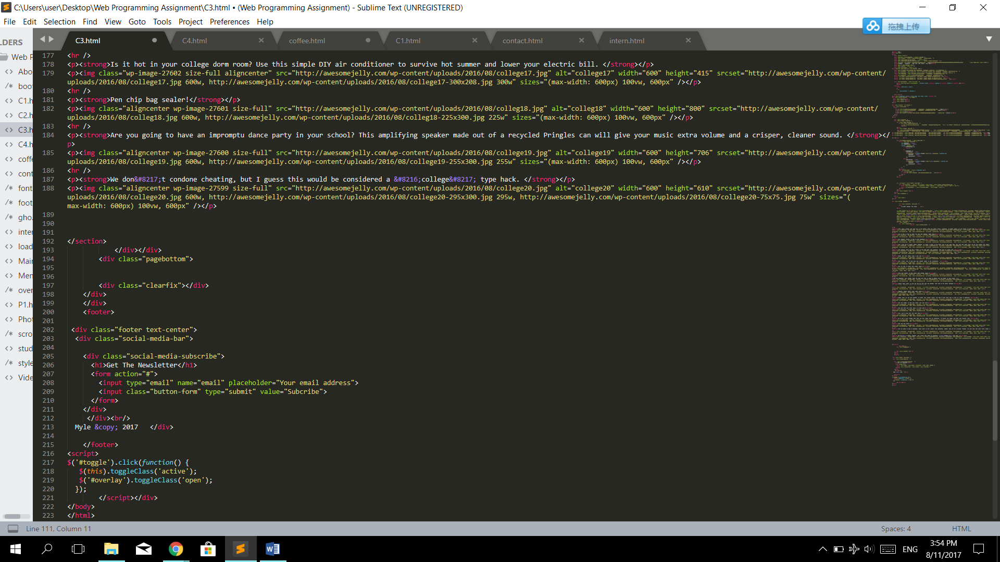 C:\Users\user\Desktop\Web Programming Assignment\C3.html • (Web Programming Assignment) - Sublime Text (UNREGISTERED)
File Edit Selection Find View Goto Tools Project Preferences Help
拖拽上传
LDERS
C3.html C4.html coffee.html C1.html contact.html intern.html
Web P
<> Abo
/* boot
<> C1.h
<> C2.h
<> C3.h
<> C4.h
<> coffe
<> cont
/* font
/* foot
/* gho.
<> inter
<> load
<> Mair
<> Men
/* over
<> P1.h
<> Phot
/* scro
<> stud
/* style
<> Vide
177 <hr />
178 <p><strong>Is it hot in your college dorm room? Use this simple DIY air conditioner to survive hot summer and lower your electric bill. </strong></p>
179 <p><img class="wp-image-27602 size-full aligncenter" src="http://awesomejelly.com/wp-content/uploads/2016/08/college17.jpg" alt="college17" width="600" height="415" srcset="http://awesomejelly.com/wp-content/
uploads/2016/08/college17.jpg 600w, http://awesomejelly.com/wp-content/uploads/2016/08/college17-300x208.jpg 300w" sizes="(max-width: 600px) 100vw, 600px" /></p>
180 <hr />
181 <p><strong>Pen chip bag sealer!</strong></p>
182 <p><img class="aligncenter wp-image-27601 size-full" src="http://awesomejelly.com/wp-content/uploads/2016/08/colleg18.jpg" alt="colleg18" width="600" height="800" srcset="http://awesomejelly.com/wp-content/
uploads/2016/08/colleg18.jpg 600w, http://awesomejelly.com/wp-content/uploads/2016/08/colleg18-225x300.jpg 225w" sizes="(max-width: 600px) 100vw, 600px" /></p>
183 <hr />
184 <p><strong>Are you going to have an impromptu dance party in your school? This amplifying speaker made out of a recycled Pringles can will give your music extra volume and a crisper, cleaner sound. </strong></
p>
185 <p><img class="aligncenter wp-image-27600 size-full" src="http://awesomejelly.com/wp-content/uploads/2016/08/college19.jpg" alt="college19" width="600" height="706" srcset="http://awesomejelly.com/wp-content/
uploads/2016/08/college19.jpg 600w, http://awesomejelly.com/wp-content/uploads/2016/08/college19-255x300.jpg 255w" sizes="(max-width: 600px) 100vw, 600px" /></p>
186 <hr />
187 <p><strong>We don&#8217;t condone cheating, but I guess this would be considered a &#8216;college&#8217; type hack. </strong></p>
188 <p><img class="aligncenter wp-image-27599 size-full" src="http://awesomejelly.com/wp-content/uploads/2016/08/college20.jpg" alt="college20" width="600" height="610" srcset="http://awesomejelly.com/wp-content/
uploads/2016/08/college20.jpg 600w, http://awesomejelly.com/wp-content/uploads/2016/08/college20-295x300.jpg 295w, http://awesomejelly.com/wp-content/uploads/2016/08/college20-75x75.jpg 75w" sizes="(
max-width: 600px) 100vw, 600px" /></p>
189
190
191
192 </section>
193 </div></div>
194 <div class="pagebottom">
195
196
197 <div class="clearfix"></div>
198 </div>
199 </div>
200 <footer>
201
202 <div class="footer text-center">
203 <div class="social-media-bar">
204
205 <div class="social-media-subscribe">
206 <h1>Get The Newsletter</h1>
207 <form action="#">
208 <input type="email" name="email" placeholder="Your email address">
209 <input class="button-form" type="submit" value="Subcribe">
210 </form>
211 </div>
212 </div><br/>
213 Myle &copy; 2017 </div>
214
215 </footer>
216 <script>
217 $('#toggle').click(function() {
218 $(this).toggleClass('active');
219 $('#overlay').toggleClass('open');
220 });
221 </script></div>
222 </body>
223 </html>
Line 111, Column 11 Spaces: 4 HTML
ENG
3:54 PM
8/11/2017